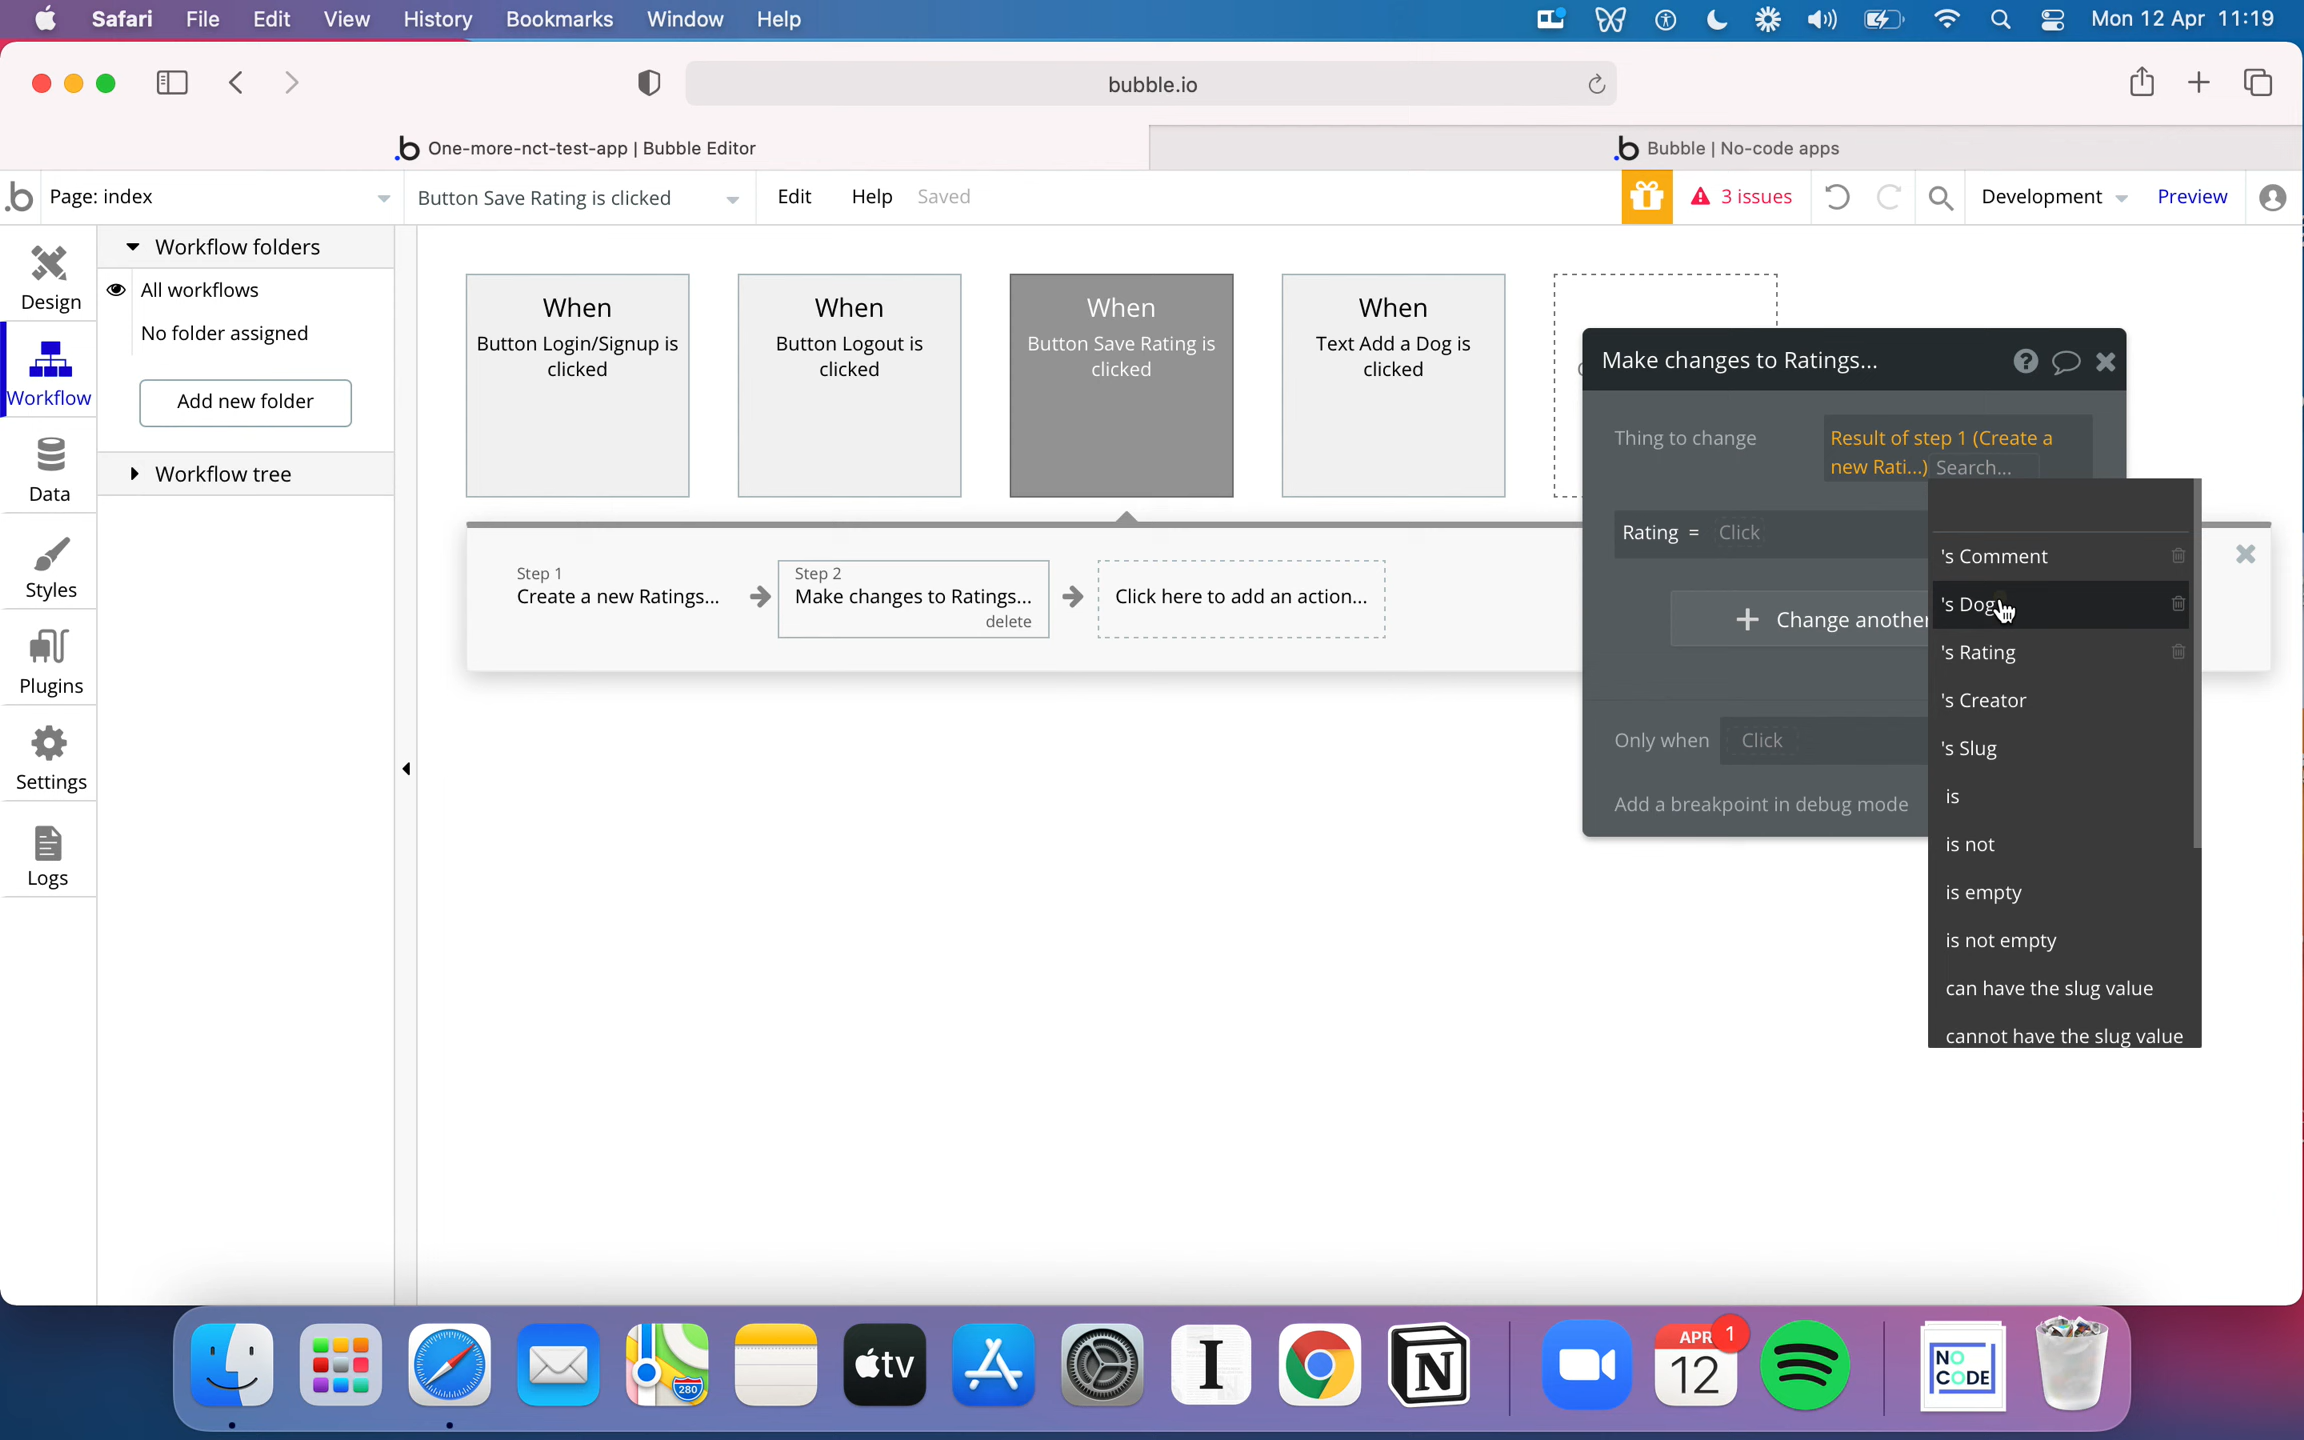 Safari File Edit View History Bookmarks Window Help
Mon 12 Apr 11:19
bubble.io
One-more-nct-test-app | Bubble Editor
Bubble | No-code apps
Page: index
Button Save Rating is clicked
Edit
Help
Saved
3 issues
Development
Preview
Design
Workflow
Data
Styles
Plugins
Settings
Logs
Workflow folders
All workflows
No folder assigned
Add new folder
Workflow tree
When
Button Login/Signup is
clicked
When
Button Logout is
clicked
When
Button Save Rating is
clicked
When
Text Add a Dog is
clicked
Step 1
Create a new Ratings...
Step 2
Make changes to Ratings...
delete
Click here to add an action...
Make changes to Ratings...
Thing to change
Result of step 1 (Create a
new Rati...) Search...
Rating = Click
Change another
Only when
Click
Add a breakpoint in debug mode
's Comment
's Dog
's Rating
's Creator
's Slug
is
is not
is empty
is not empty
can have the slug value
cannot have the slug value
280
tv
I
N
APR
1
12
NO
CODE